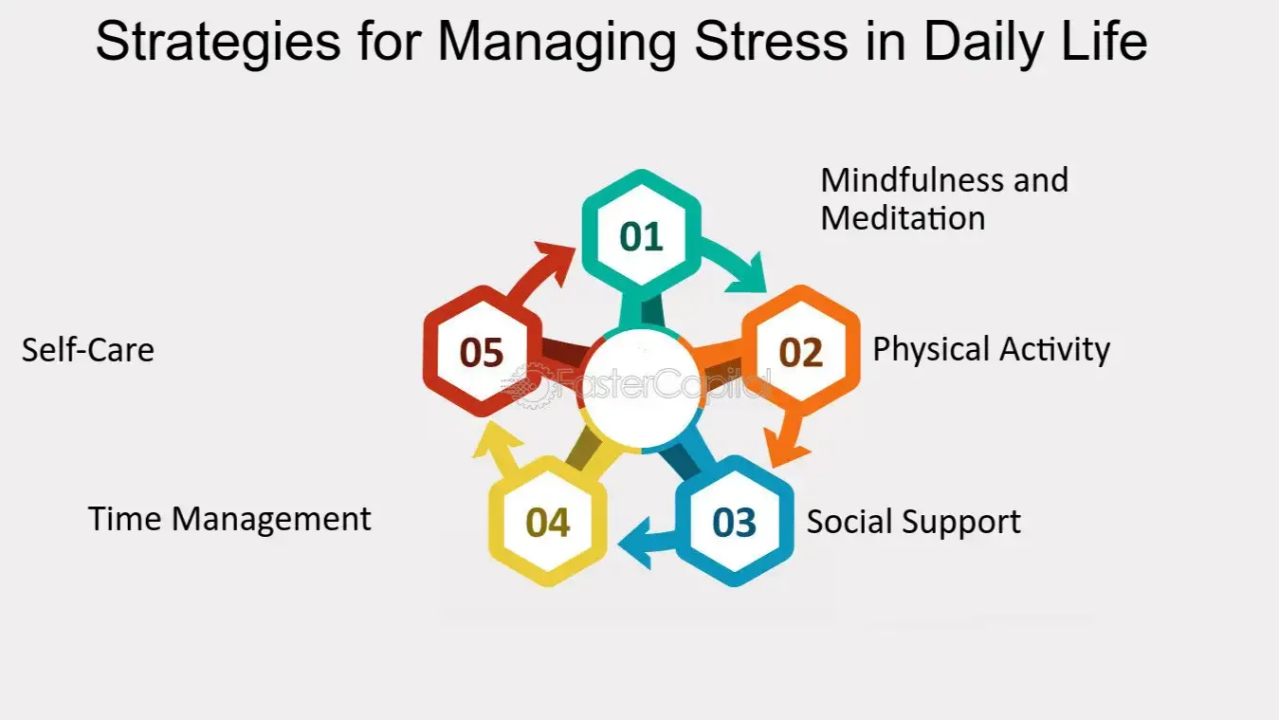 Strategies for Managing Stress in Daily Life
01
Mindfulness and
Meditation
02
Physical Activity
03
Social Support
04
Time Management
05
Self-Care
FasterCapital